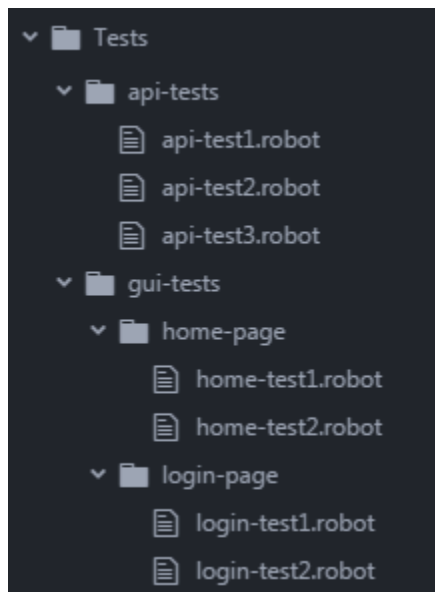 Tests
api-tests
api-test1.robot
api-test2.robot
api-test3.robot
gui-tests
home-page
home-test1.robot
home-test2.robot
login-page
login-test1.robot
login-test2.robot